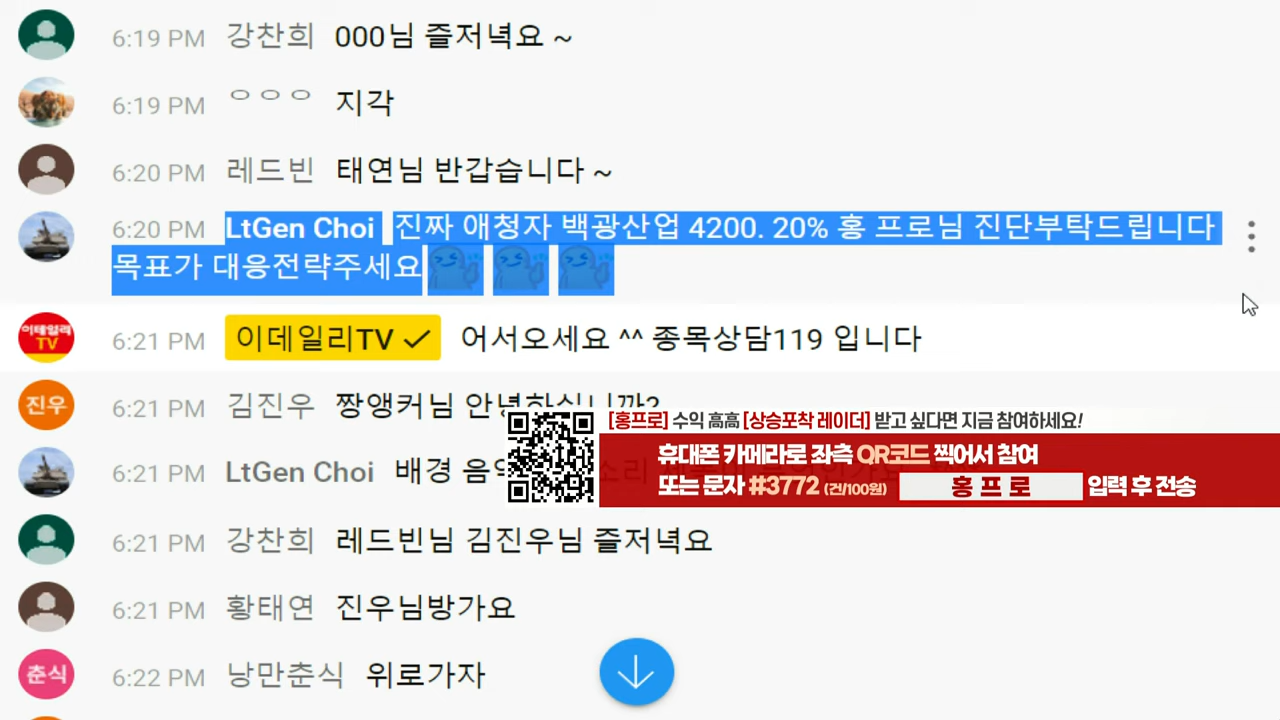 6:19 PM 강찬희 000님 즐저녁요 ~
6:19 PM ㅇㅇㅇ 지각
6:20 PM 레드빈 태연님 반갑습니다 ~
6:20 PM LtGen Choi 진짜 애청자 백광산업 4200. 20% 홍 프로님 진단부탁드립니다
목표가 대응전략주세요
이데일리 TV
6:21 PM 이데일리TV ✓ 어서오세요 ^^ 종목상담119 입니다
진우
6:21 PM 김진우 짱앵커님 안녕하십니까?
[홍프로] 수익 高高 [상승포착 레이더] 받고 싶다면 지금 참여하세요!
휴대폰 카메라로 좌측 QR코드 찍어서 참여
또는 문자 #3772 (건/100원) 홍 프 로 입력 후 전송
6:21 PM LtGen Choi 배경 음악 소리
6:21 PM 강찬희 레드빈님 김진우님 즐저녁요
6:21 PM 황태연 진우님방가요
춘식
6:22 PM 낭만춘식 위로가자